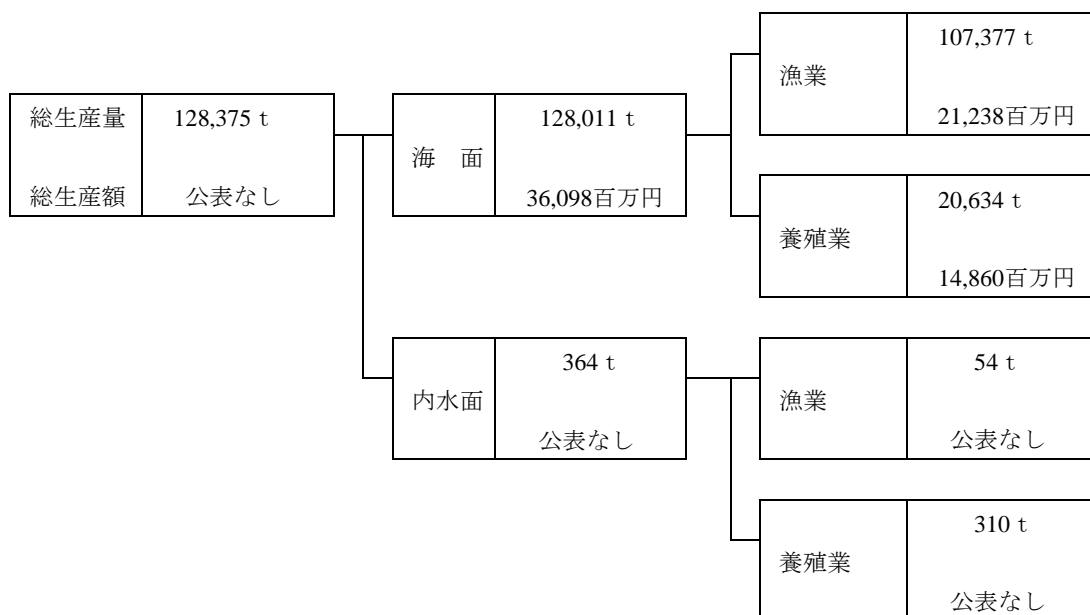 総生産量 128,375 t
総生産額 公表なし
海　面
128,011 t
36,098百万円
漁業
107,377 t
21,238百万円
養殖業
20,634 t
14,860百万円
内水面
364 t
公表なし
漁業
54 t
公表なし
養殖業
310 t
公表なし